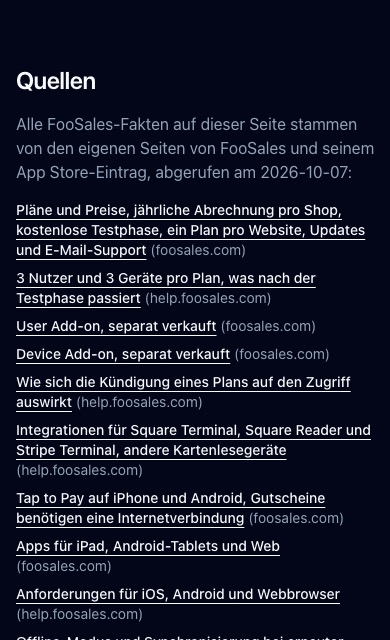 Quellen
Alle FooSales-Fakten auf dieser Seite stammen
von den eigenen Seiten von FooSales und seinem
App Store-Eintrag, abgerufen am 2026-10-07:
Pläne und Preise, jährliche Abrechnung pro Shop,
kostenlose Testphase, ein Plan pro Website, Updates
und E-Mail-Support (foosales.com)
3 Nutzer und 3 Geräte pro Plan, was nach der
Testphase passiert (help.foosales.com)
User Add-on, separat verkauft (foosales.com)
Device Add-on, separat verkauft (foosales.com)
Wie sich die Kündigung eines Plans auf den Zugriff
auswirkt (help.foosales.com)
Integrationen für Square Terminal, Square Reader und
Stripe Terminal, andere Kartenlesegeräte
(help.foosales.com)
Tap to Pay auf iPhone und Android, Gutscheine
benötigen eine Internetverbindung (foosales.com)
Apps für iPad, Android-Tablets und Web
(foosales.com)
Anforderungen für iOS, Android und Webbrowser
(help.foosales.com)